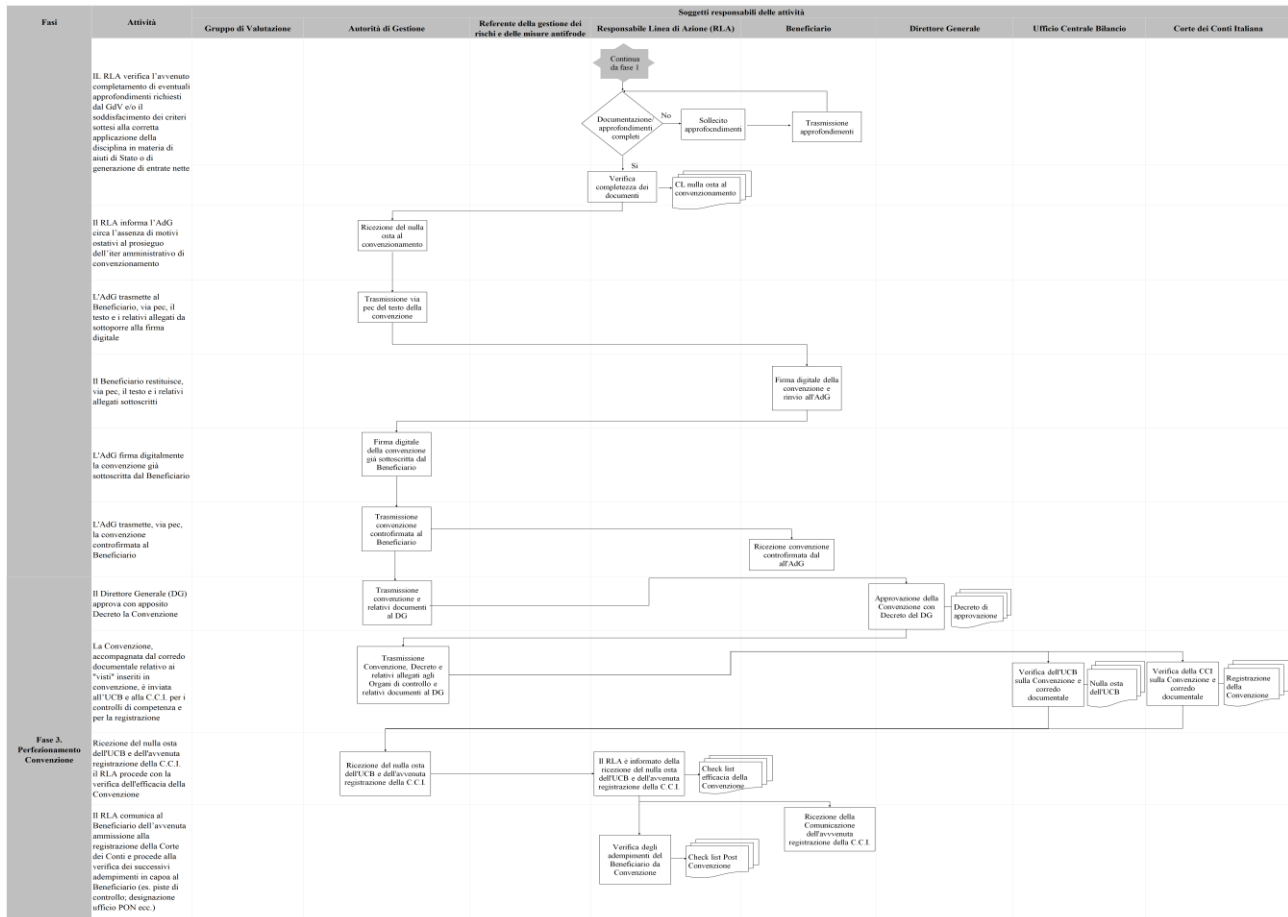 Soggetti responsabili delle attività
Fasi
Attività
Gruppo di Valutazione
Autorità di Gestione
Referente della gestione dei
rischi e delle misure antifrode
Responsabile Linea di Azione (RLA)
Beneficiario
Direttore Generale
Ufficio Centrale Bilancio
Corte dei Conti Italiana
Continua
da fase 1
IL RLA verifica l'avvenuto
completamento di eventuali
approfondimenti richiesti
dal GdV e/o il
soddisfacimento dei criteri
sottesi alla corretta
applicazione della
disciplina in materia di
aiuti di Stato o di
generazione di entrate nette
Documentazione/
approfondimenti
completi
No
Sollecito
approfocndimenti
Trasmissione
approfondimenti
Si
Verifica
completezza dei
documenti
CL nulla osta al
convenzionamento
Il RLA informa l'AdG
circa l'assenza di motivi
ostativi al prosieguo
dell'iter amministrativo di
convenzionamento
Ricezione del nulla
osta al
convenzionamento
L'AdG trasmette al
Beneficiario, via pec, il
testo e i relativi allegati da
sottoporre alla firma
digitale
Trasmissione via
pec del testo della
convenzione
Il Beneficiario restituisce,
via pec, il testo e i relativi
allegati sottoscritti
Firma digitale della
convenzione e
rinvio all'AdG
L'AdG firma digitalmente
la convenzione già
sottoscritta dal Beneficiario
Firma digitale
della convenzione
già sottoscritta dal
Beneficiario
L'AdG trasmette, via pec,
la convenzione
controfirmata al
Beneficiario
Trasmissione
convenzione
controfirmata al
Beneficiario
Ricezione convenzione
controfirmata dal
all'AdG
Il Direttore Generale (DG)
approva con apposito
Decreto la Convenzione
Trasmissione
convenzione e
relativi documenti
al DG
Approvazione della
Convenzione con
Decreto del DG
Decreto di
approvazione
La Convenzione,
accompagnata dal corredo
documentale relativo ai
"visti" inseriti in
convenzione, è inviata
all'UCB e alla C.C.I. per i
controlli di competenza e
per la registrazione
Trasmissione
Convenzione, Decreto e
relativi allegati agli
Organi di controllo e
relativi documenti al DG
Verifica dell'UCB
sulla Convenzione e
corredo
documentale
Nulla osta
dell'UCB
Verifica della CCI
sulla Convenzione e
corredo
documentale
Registrazione
della
Convenzione
Fase 3.
Perfezionamento
Convenzione
Ricezione del nulla osta
dell'UCB e dell'avvenuta
registrazione della C.C.I.
il RLA procede con la
verifica dell'efficacia della
Convenzione
Ricezione del nulla osta
dell'UCB e dell'avvenuta
registrazione della C.C.I.
Il RLA è informato della
ricezione del nulla osta
dell'UCB e dell'avvenuta
registrazione della C.C.I.
Check list
efficacia della
Convenzione
Il RLA comunica al
Beneficiario dell'avvenuta
ammissione alla
registrazione della Corte
dei Conti e procede alla
verifica dei successivi
adempimenti in capoa al
Beneficiario (es. piste di
controllo; designazione
ufficio PON ecc.)
Verifica degli
adempimenti del
Beneficiario da
Convenzione
Check list Post
Convenzione
Ricezione della
Comunicazione
dell'avvvenuta
registrazione della C.C.I.